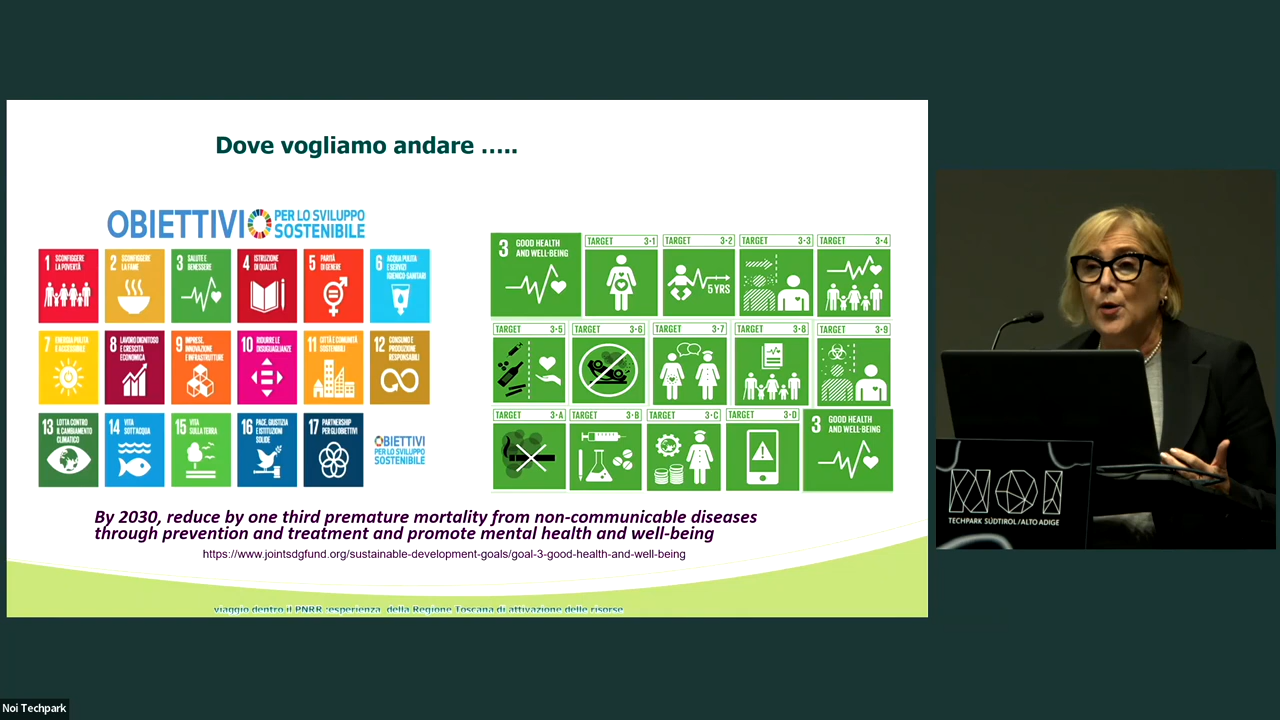 Dove vogliamo andare …..
OBIETTIVI PER LO SVILUPPO
SOSTENIBILE
1 SCONFIGGERE
LA POVERTÀ
2 SCONFIGGERE
LA FAME
3 SALUTE E
BENESSERE
4 ISTRUZIONE
DI QUALITÀ
5 PARITÀ
DI GENERE
6 ACQUA PULITA
E SERVIZI
IGIENICO-SANITARI
7 ENERGIA PULITA
E ACCESSIBILE
8 LAVORO DIGNITOSO
E CRESCITA
ECONOMICA
9 IMPRESE,
INNOVAZIONE
E INFRASTRUTTURE
10 RIDURRE LE
DISUGUAGLIANZE
11 CITTÀ E COMUNITÀ
SOSTENIBILI
12 CONSUMO E
PRODUZIONE
RESPONSABILI
13 LOTTA CONTRO
IL CAMBIAMENTO
CLIMATICO
14 VITA
SOTT'ACQUA
15 VITA
SULLA TERRA
16 PACE, GIUSTIZIA
E ISTITUZIONI
SOLIDE
17 PARTNERSHIP
PER GLI OBIETTIVI
OBIETTIVI
PER LO SVILUPPO
SOSTENIBILE
3 GOOD HEALTH
AND WELL-BEING
TARGET 3·1
TARGET 3·2
5 YRS
TARGET 3·3
TARGET 3·4
TARGET 3·5
TARGET 3·6
TARGET 3·7
TARGET 3·8
TARGET 3·9
TARGET 3·A
TARGET 3·B
TARGET 3·C
TARGET 3·D
3 GOOD HEALTH
AND WELL-BEING
By 2030, reduce by one third premature mortality from non-communicable diseases
through prevention and treatment and promote mental health and well-being
https://www.jointsdgfund.org/sustainable-development-goals/goal-3-good-health-and-well-being
viaggio dentro il PNRR :esperienza della Regione Toscana di attivazione delle risorse
NOI
TECHPARK SÜDTIROL / ALTO ADIGE
Noi Techpark